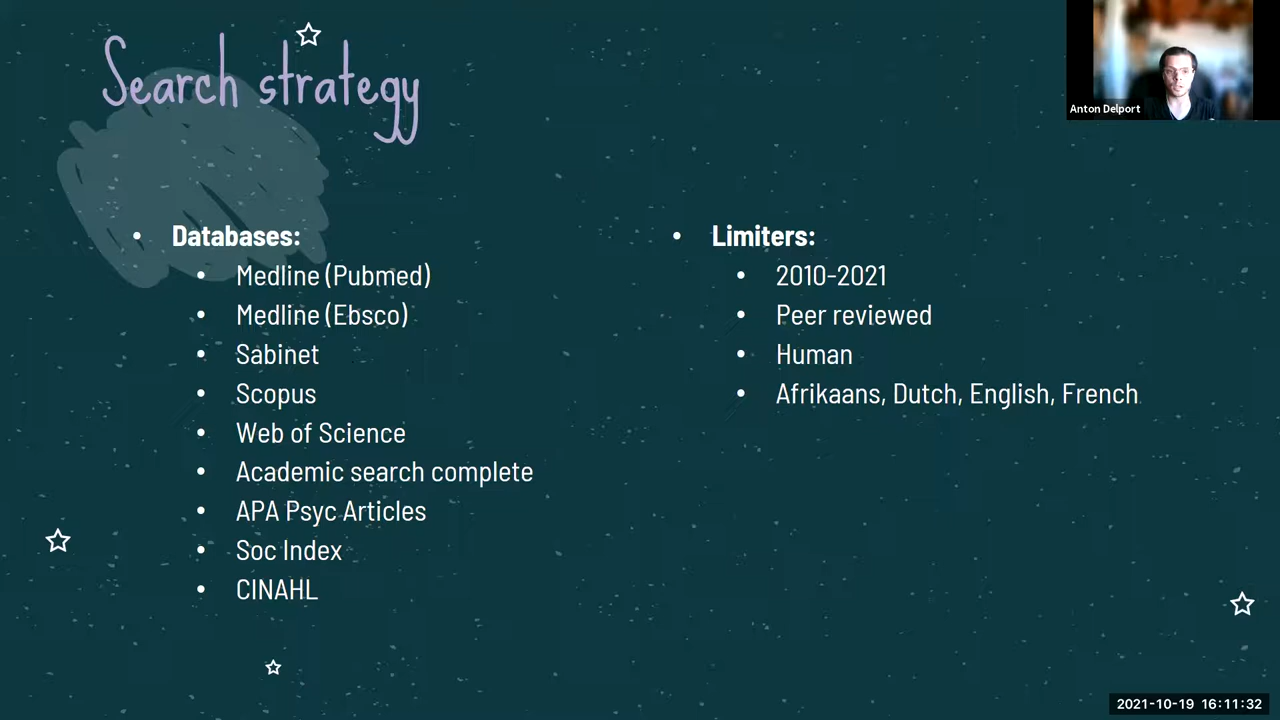 Search strategy
Anton Delport
Databases:
Medline (Pubmed)
Medline (Ebsco)
Sabinet
Scopus
Web of Science
Academic search complete
APA Psyc Articles
Soc Index
CINAHL
Limiters:
2010-2021
Peer reviewed
Human
Afrikaans, Dutch, English, French
2021-10-19 16:11:32